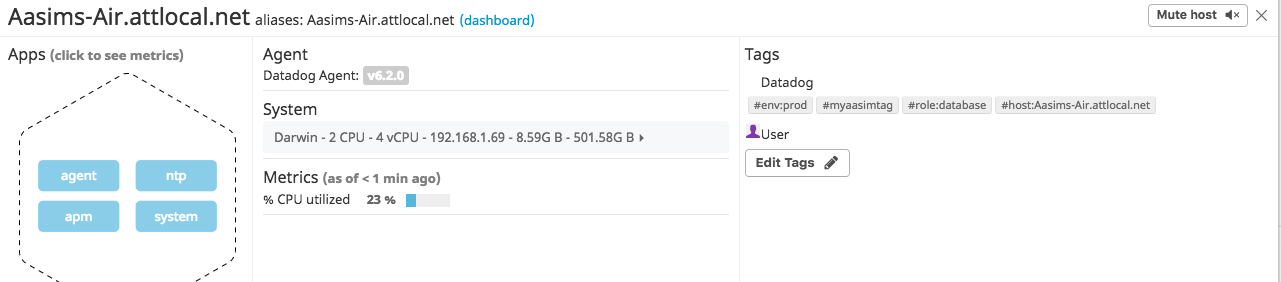 Aasims-Air.attlocal.net aliases: Aasims-Air.attlocal.net (dashboard)
Mute host
Apps (click to see metrics)
agent
ntp
apm
system
Agent
Datadog Agent: v6.2.0
System
Darwin - 2 CPU - 4 vCPU - 192.168.1.69 - 8.59G B - 501.58G B
Metrics (as of < 1 min ago)
% CPU utilized 23 %
Tags
Datadog
#env:prod #myaasimtag #role:database #host:Aasims-Air.attlocal.net
User
Edit Tags